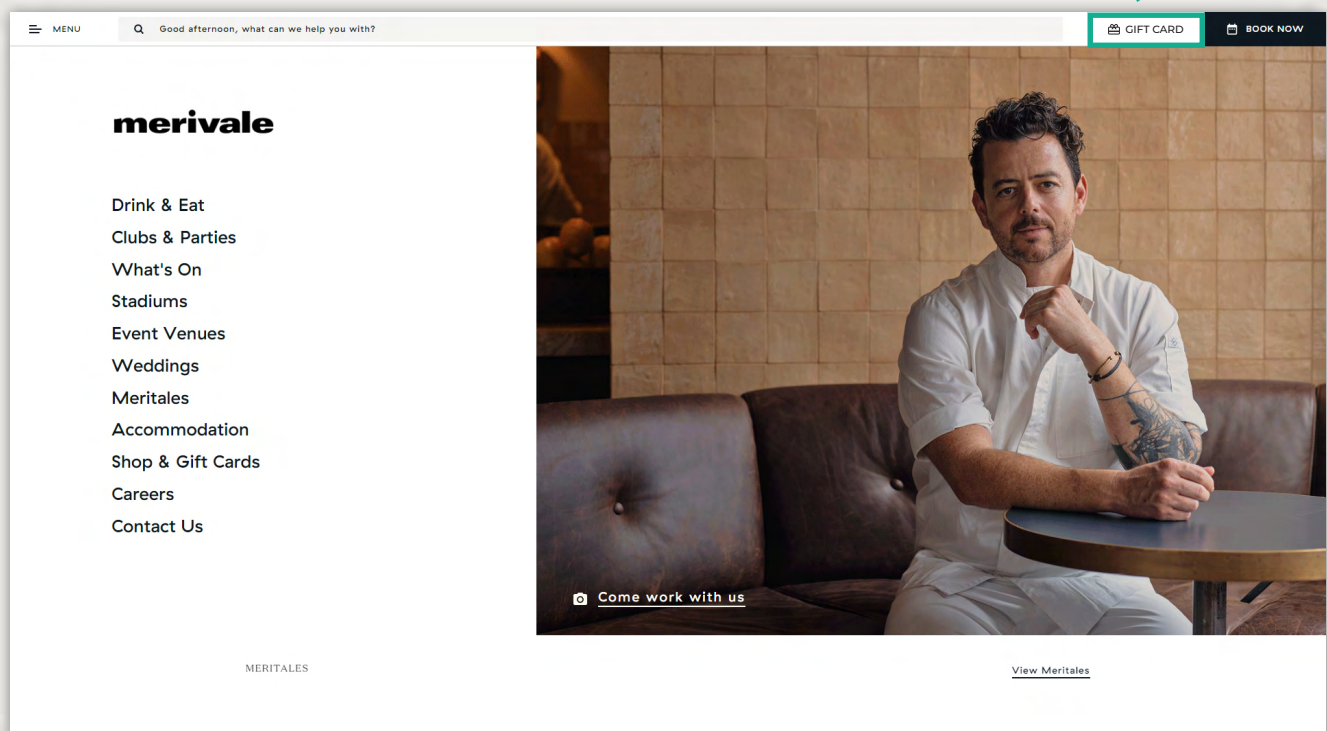 MENU
Good afternoon, what can we help you with?
GIFT CARD
BOOK NOW
merivale
Drink & Eat
Clubs & Parties
What's On
Stadiums
Event Venues
Weddings
Meritales
Accommodation
Shop & Gift Cards
Careers
Contact Us
Come work with us
MERITALES
View Meritales